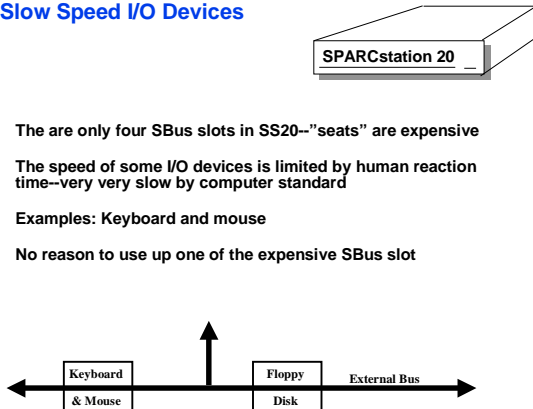 Slow Speed I/O Devices
SPARCstation 20
The are only four SBus slots in SS20--”seats” are expensive
The speed of some I/O devices is limited by human reaction
time--very very slow by computer standard
Examples: Keyboard and mouse
No reason to use up one of the expensive SBus slot
Keyboard
& Mouse
Floppy
Disk
External Bus